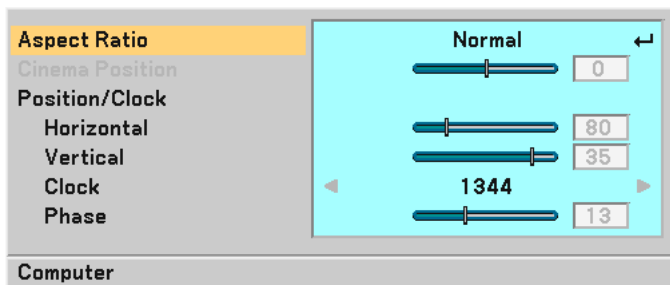 Aspect Ratio Normal
Cinema Position 0
Position/Clock
Horizontal 80
Vertical 35
Clock 1344
Phase 13
Computer